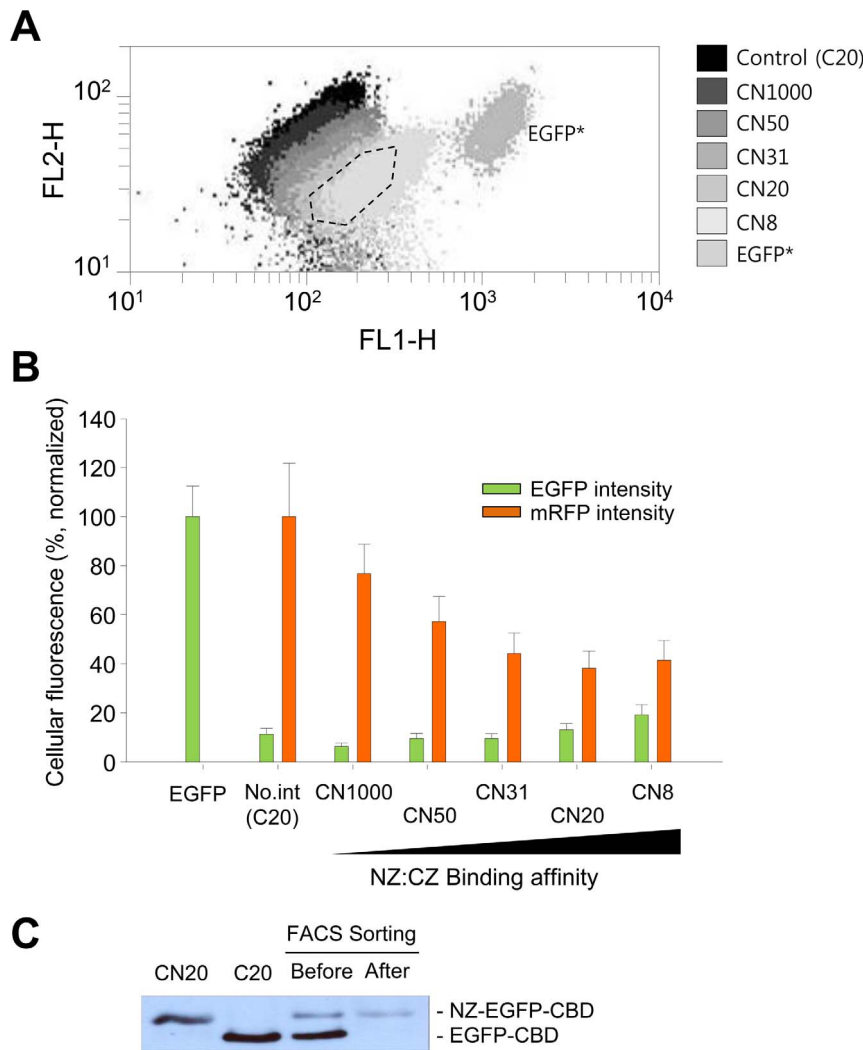 A
FL2-H
10²
10¹
10¹
10²
10³
10⁴
FL1-H
EGFP*
Control (C20)
CN1000
CN50
CN31
CN20
CN8
EGFP*
B
Cellular fluorescence (%, normalized)
140
120
100
80
60
40
20
0
EGFP intensity
mRFP intensity
EGFP
No.int
(C20)
CN1000
CN50
CN31
CN20
CN8
NZ:CZ Binding affinity
C
FACS Sorting
CN20 C20 Before After
- NZ-EGFP-CBD
- EGFP-CBD